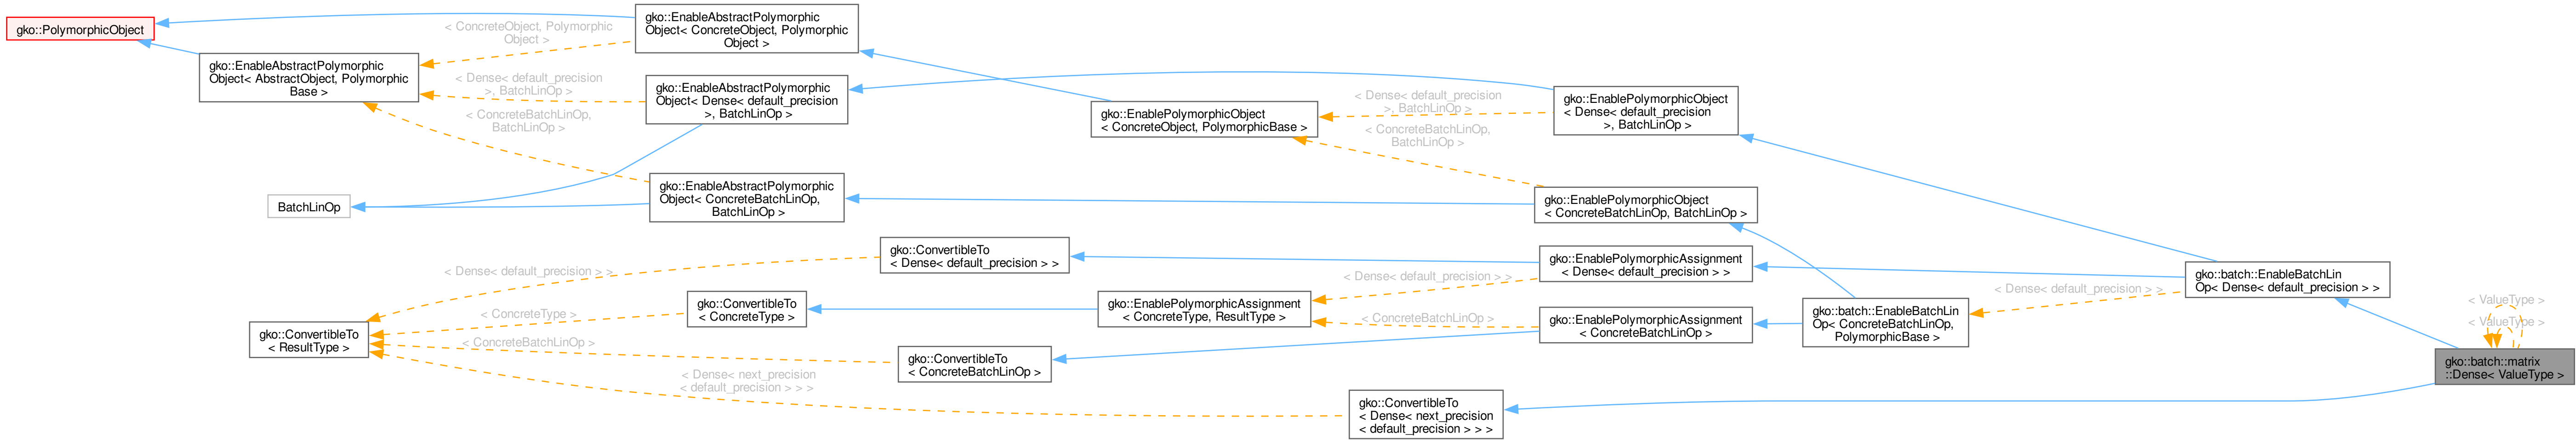 gko::PolymorphicObject
gko::EnableAbstractPolymorphic
Object< AbstractObject, Polymorphic
Base >
< ConcreteObject, Polymorphic
Object >
< Dense< default_precision
>, BatchLinOp >
< ConcreteBatchLinOp,
BatchLinOp >
BatchLinOp
gko::EnableAbstractPolymorphic
Object< ConcreteObject, Polymorphic
Object >
gko::EnableAbstractPolymorphic
Object< Dense< default_precision
>, BatchLinOp >
gko::EnableAbstractPolymorphic
Object< ConcreteBatchLinOp,
BatchLinOp >
gko::EnablePolymorphicObject
< ConcreteObject, PolymorphicBase >
< Dense< default_precision
>, BatchLinOp >
< ConcreteBatchLinOp,
BatchLinOp >
gko::EnablePolymorphicObject
< Dense< default_precision
>, BatchLinOp >
gko::EnablePolymorphicObject
< ConcreteBatchLinOp, BatchLinOp >
gko::ConvertibleTo
< ResultType >
< Dense< default_precision > >
< ConcreteType >
< ConcreteBatchLinOp >
< Dense< next_precision
< default_precision > > >
gko::ConvertibleTo
< Dense< default_precision > >
gko::ConvertibleTo
< ConcreteType >
gko::ConvertibleTo
< ConcreteBatchLinOp >
gko::EnablePolymorphicAssignment
< ConcreteType, ResultType >
< Dense< default_precision > >
< ConcreteBatchLinOp >
gko::EnablePolymorphicAssignment
< Dense< default_precision > >
gko::EnablePolymorphicAssignment
< ConcreteBatchLinOp >
gko::ConvertibleTo
< Dense< next_precision
< default_precision > > >
gko::batch::EnableBatchLin
Op< ConcreteBatchLinOp,
PolymorphicBase >
< Dense< default_precision > >
gko::batch::EnableBatchLin
Op< Dense< default_precision > >
< ValueType >
< ValueType >
gko::batch::matrix
::Dense< ValueType >